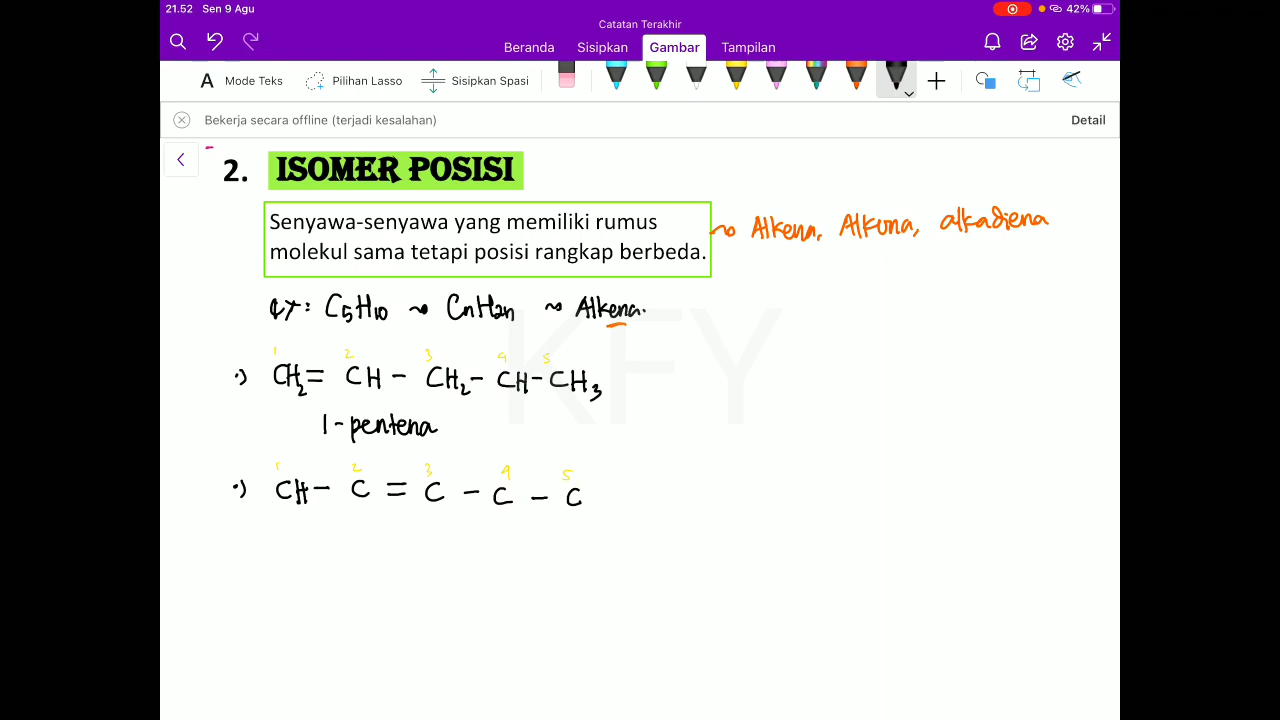 21.52 Sen 9 Agu
42%
Catatan Terakhir
Beranda Sisipkan Gambar Tampilan
A Mode Teks Pilihan Lasso Sisipkan Spasi
Bekerja secara offline (terjadi kesalahan) Detail
2. ISOMER POSISI
Senyawa-senyawa yang memiliki rumus
molekul sama tetapi posisi rangkap berbeda.
~ Alkena, Alkuna, alkadiena
C5H10 ~ CnH2n ~ Alkena.
1 2 3 4 5
CH2 = CH - CH2 - CH - CH3
1 - pentena
1 2 3 4 5
CH - C = C - C - C
KFY